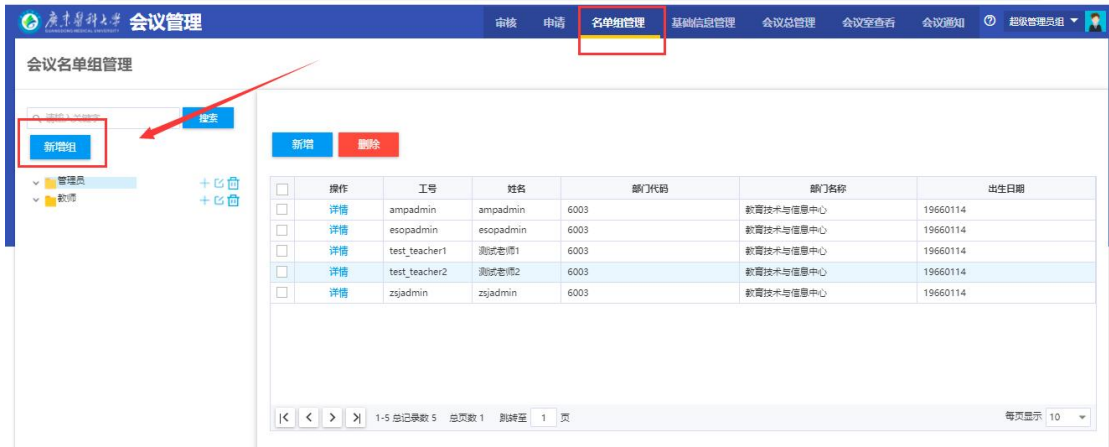 广东医科大学 会议管理 审核 申请 名单组管理 基础信息管理 会议总管理 会议室查看 会议通知 超级管理员组
GUANGDONG MEDICAL UNIVERSITY
会议名单组管理
请输入关键字 搜索
新增组 新增 删除
管理员
教师
操作 工号 姓名 部门代码 部门名称 出生日期
详情 ampadmin ampadmin 6003 教育技术与信息中心 19660114
详情 esopadmin esopadmin 6003 教育技术与信息中心 19660114
详情 test_teacher1 测试老师1 6003 教育技术与信息中心 19660114
详情 test_teacher2 测试老师2 6003 教育技术与信息中心 19660114
详情 zsjadmin zsjadmin 6003 教育技术与信息中心 19660114
1-5 总记录数 5 总页数 1 跳转至 1 页 每页显示 10